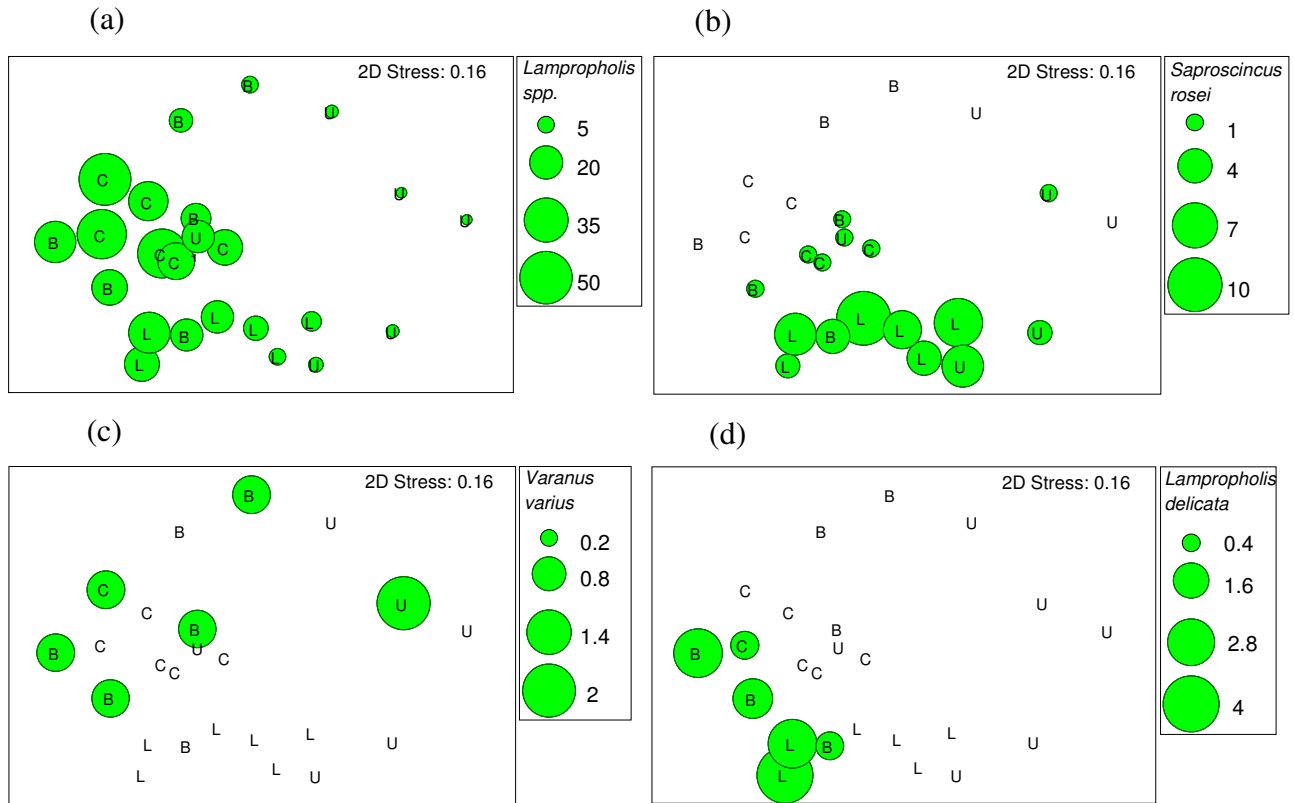 (a)
2D Stress: 0.16
B
U
B
C
U
C
B
U
C
U
B
C
C
C
B
L
L
L
U
L
B
L
L
U
Lampropholis
spp.
5
20
35
50
(b)
2D Stress: 0.16
B
U
B
C
U
C
B
U
C
U
B
C
C
C
B
L
L
L
U
L
B
L
L
U
Saproscincus
rosei
1
4
7
10
(c)
2D Stress: 0.16
B
U
B
C
U
C
B
U
C
U
B
C
C
C
B
L
L
L
U
L
B
L
L
U
Varanus
varius
0.2
0.8
1.4
2
(d)
2D Stress: 0.16
B
U
B
C
U
C
B
U
C
U
B
C
C
C
B
L
L
L
U
L
B
L
L
U
Lampropholis
delicata
0.4
1.6
2.8
4